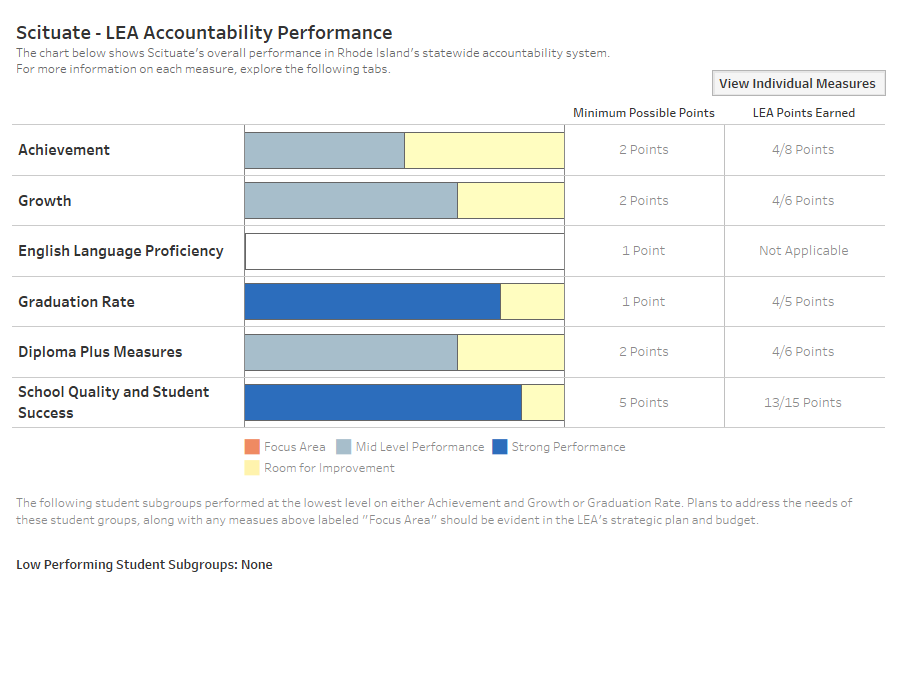 Scituate - LEA Accountability Performance
The chart below shows Scituate's overall performance in Rhode Island's statewide accountability system.
For more information on each measure, explore the following tabs.
View Individual Measures
Minimum Possible Points LEA Points Earned
Achievement 2 Points 4/8 Points
Growth 2 Points 4/6 Points
English Language Proficiency 1 Point Not Applicable
Graduation Rate 1 Point 4/5 Points
Diploma Plus Measures 2 Points 4/6 Points
School Quality and Student
Success 5 Points 13/15 Points
Focus Area Mid Level Performance Strong Performance
Room for Improvement
The following student subgroups performed at the lowest level on either Achievement and Growth or Graduation Rate. Plans to address the needs of
these student groups, along with any measues above labeled "Focus Area" should be evident in the LEA's strategic plan and budget.
Low Performing Student Subgroups: None